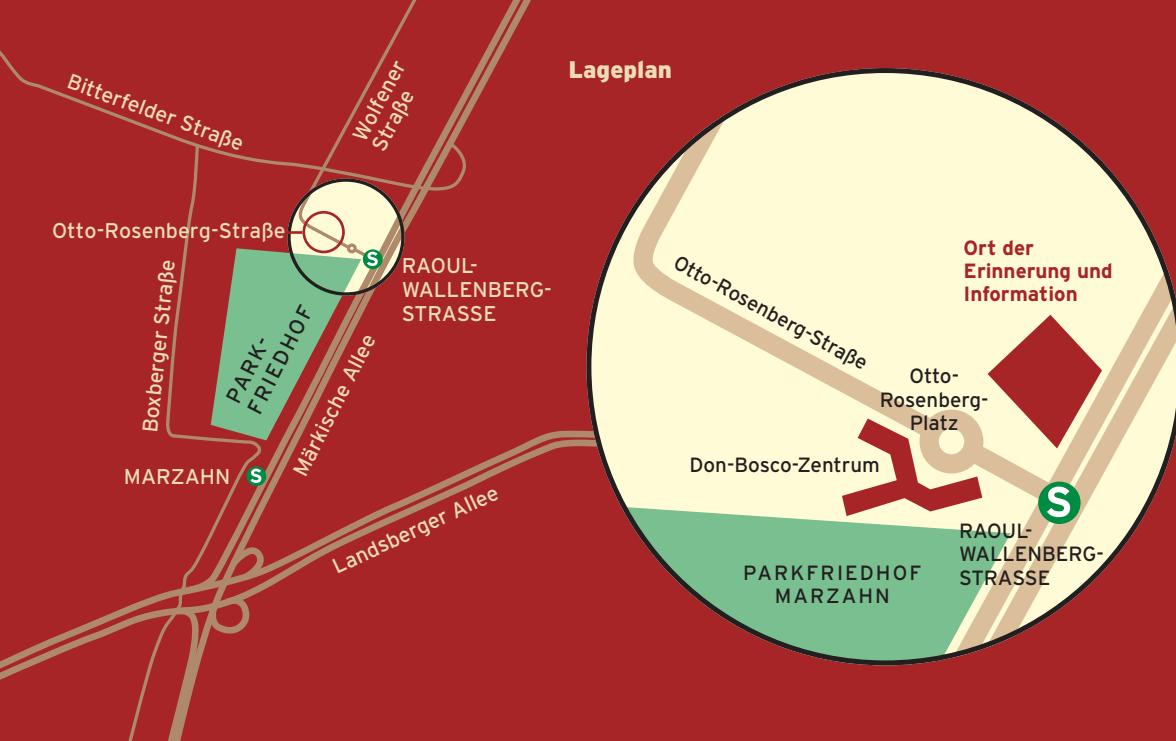 Lageplan
Bitterfelder Straße
Wolfener
Straße
Otto-Rosenberg-Straße
S
RAOUL-
WALLENBERG-
STRASSE
Boxberger Straße
PARK-
FRIEDHOF
Märkische Allee
MARZAHN
S
Landsberger Allee
Ort der
Erinnerung und
Information
Otto-Rosenberg-Straße
Otto-
Rosenberg-
Platz
Don-Bosco-Zentrum
S
RAOUL-
WALLENBERG-
STRASSE
PARKFRIEDHOF
MARZAHN